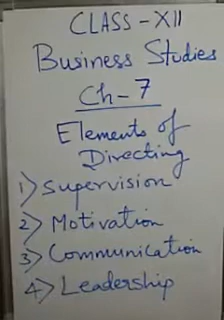 CLASS-XII
Business Studies
Ch-7
Elements of
Directing
1) Supervision
2) Motivation
3) Communication
4) Leadership